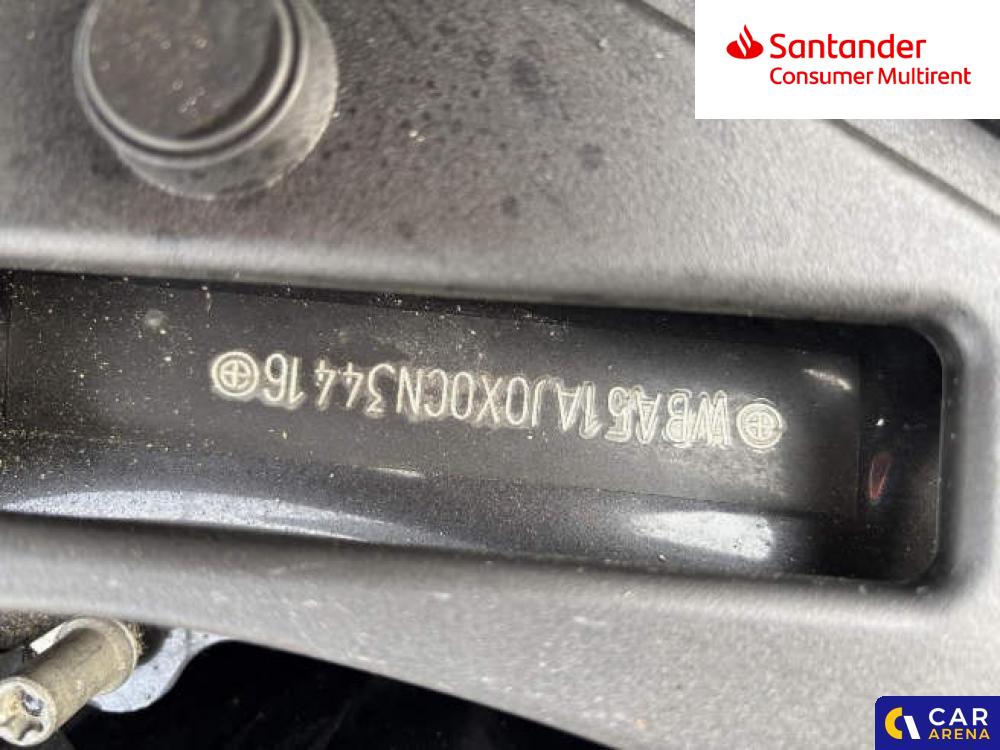 Santander
Consumer Multirent
WBA51AJ0X0CN34416
CAR
ARENA